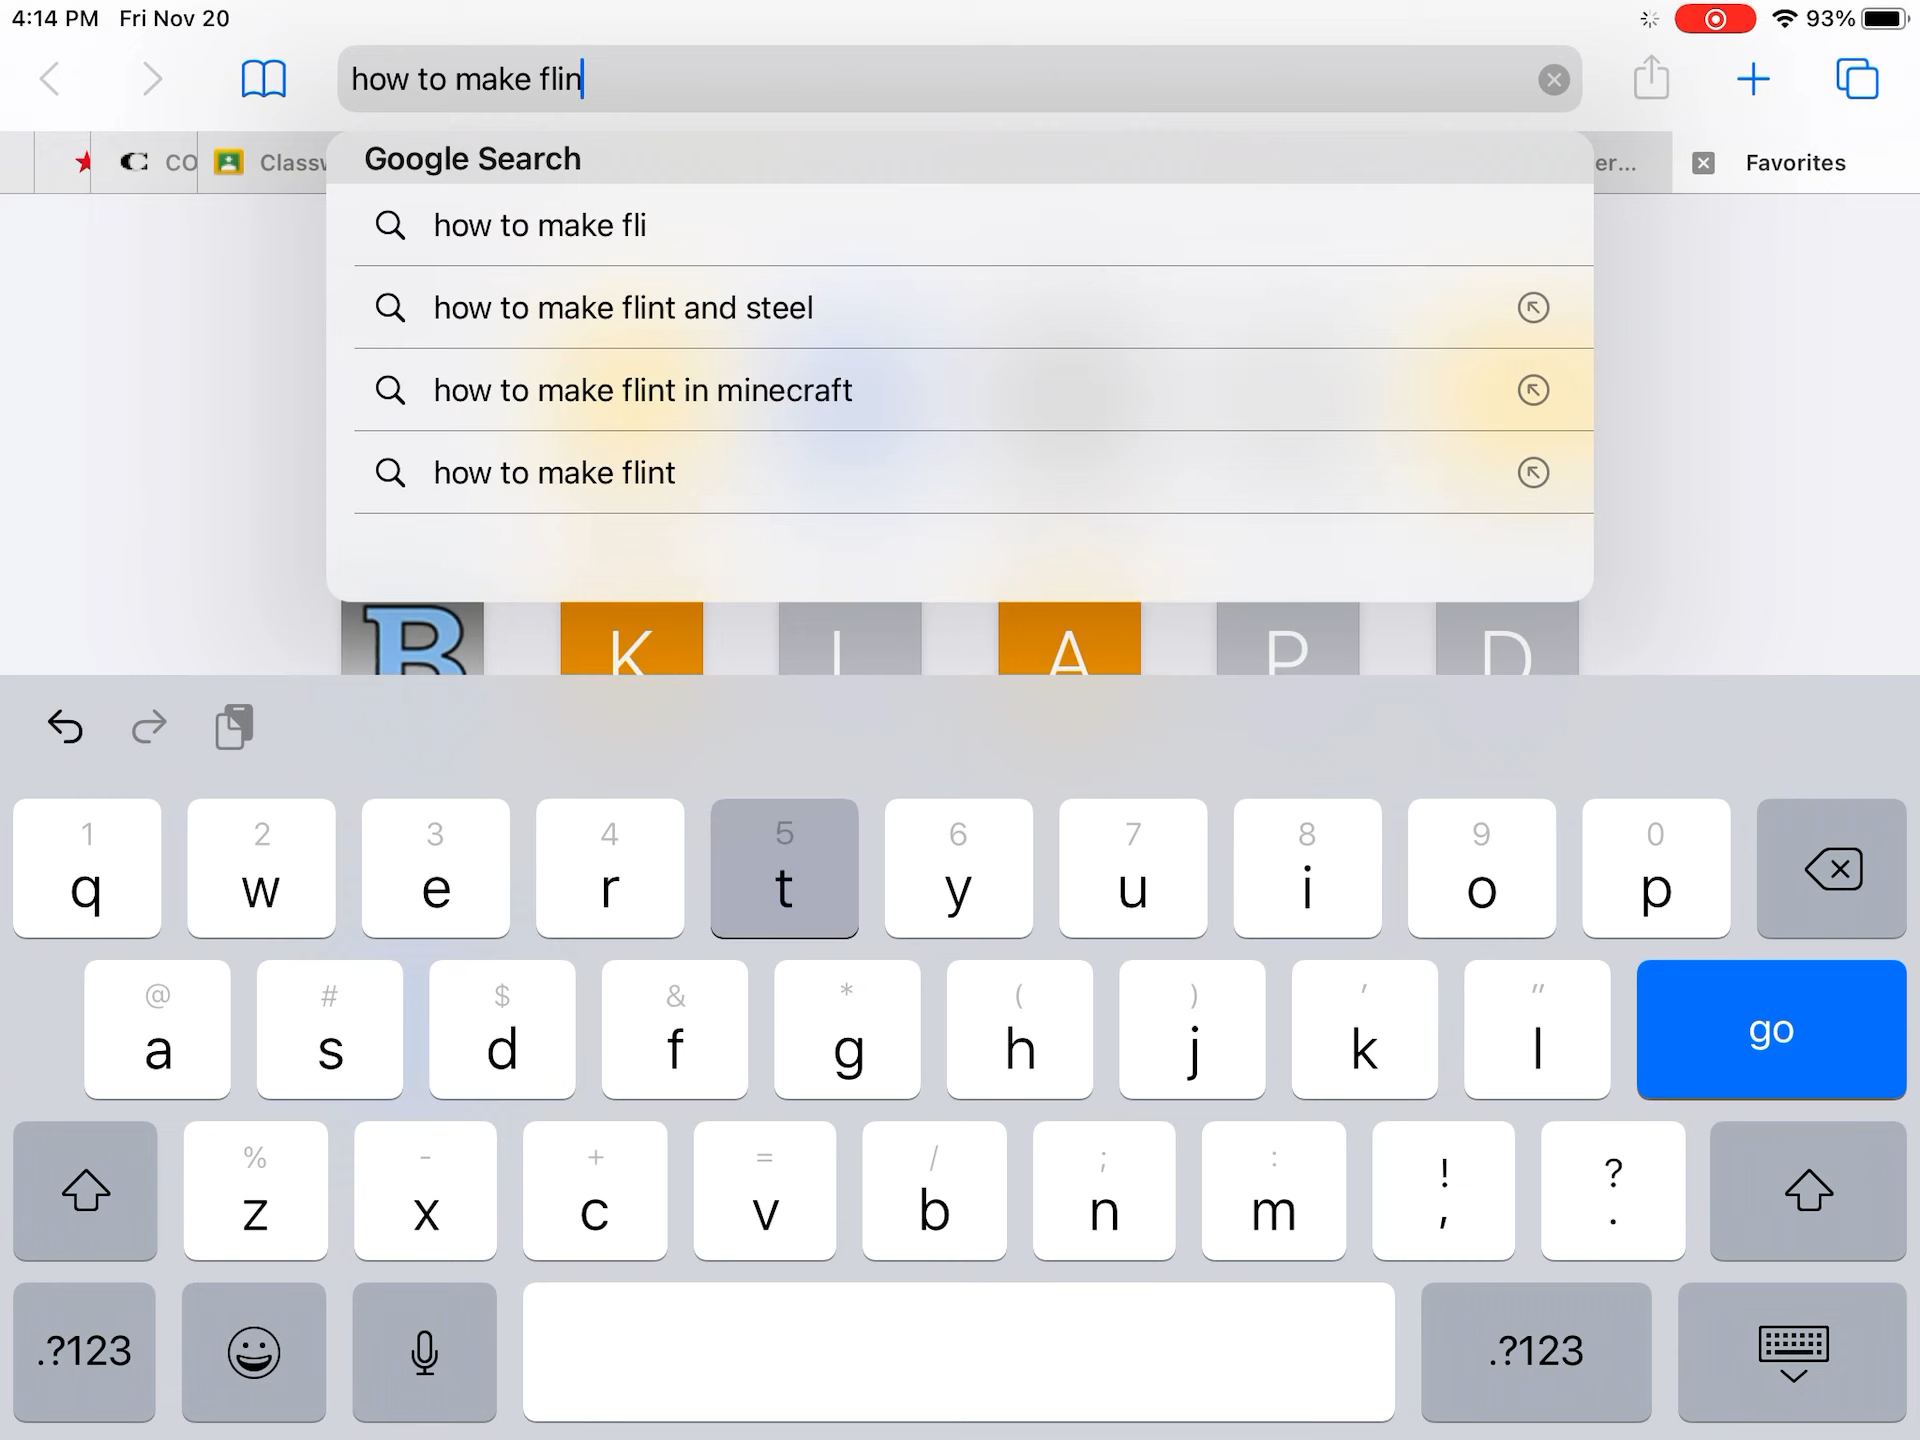 4:14 PM Fri Nov 20 93%
how to make flin
CO Classw er... Favorites
Google Search
how to make fli
how to make flint and steel
how to make flint in minecraft
how to make flint
B K A P D
1 2 3 4 5 6 7 8 9 0
q w e r t y u i o p
@ # $ & * ( ) ' "
a s d f g h j k l go
% - + = / ; : ! ?
z x c v b n m , .
.?123 .?123